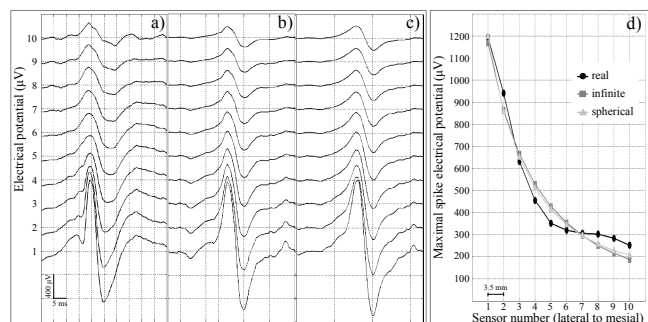 a)
b)
c)
Electrical potential (µV)
10
9
8
7
6
5
4
3
2
1
400 µV
5 ms
d)
Maximal spike electrical potential (µV)
1200
1100
1000
900
800
700
600
500
400
300
200
100
real
infinite
spherical
3.5 mm
1 2 3 4 5 6 7 8 9 10
Sensor number (lateral to mesial)